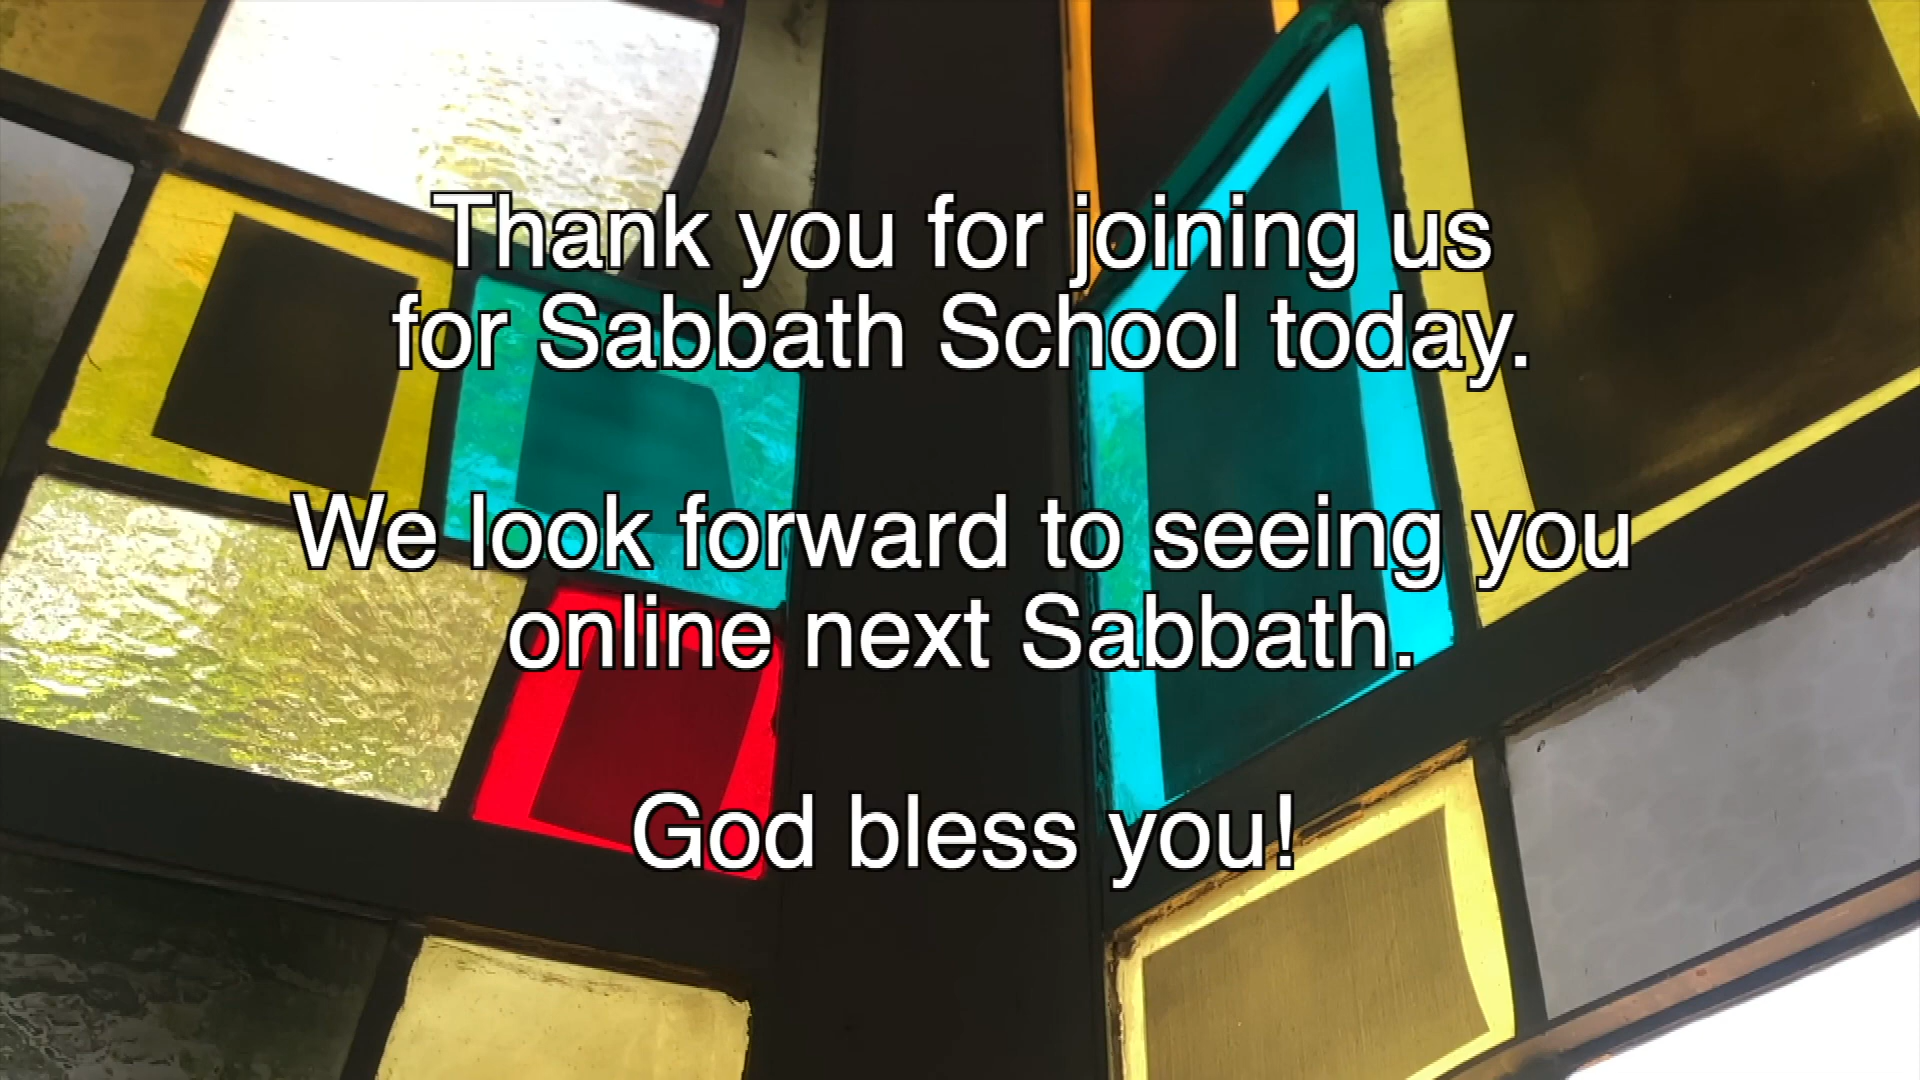 Thank you for joining us
for Sabbath School today.
We look forward to seeing you
online next Sabbath.
God bless you!